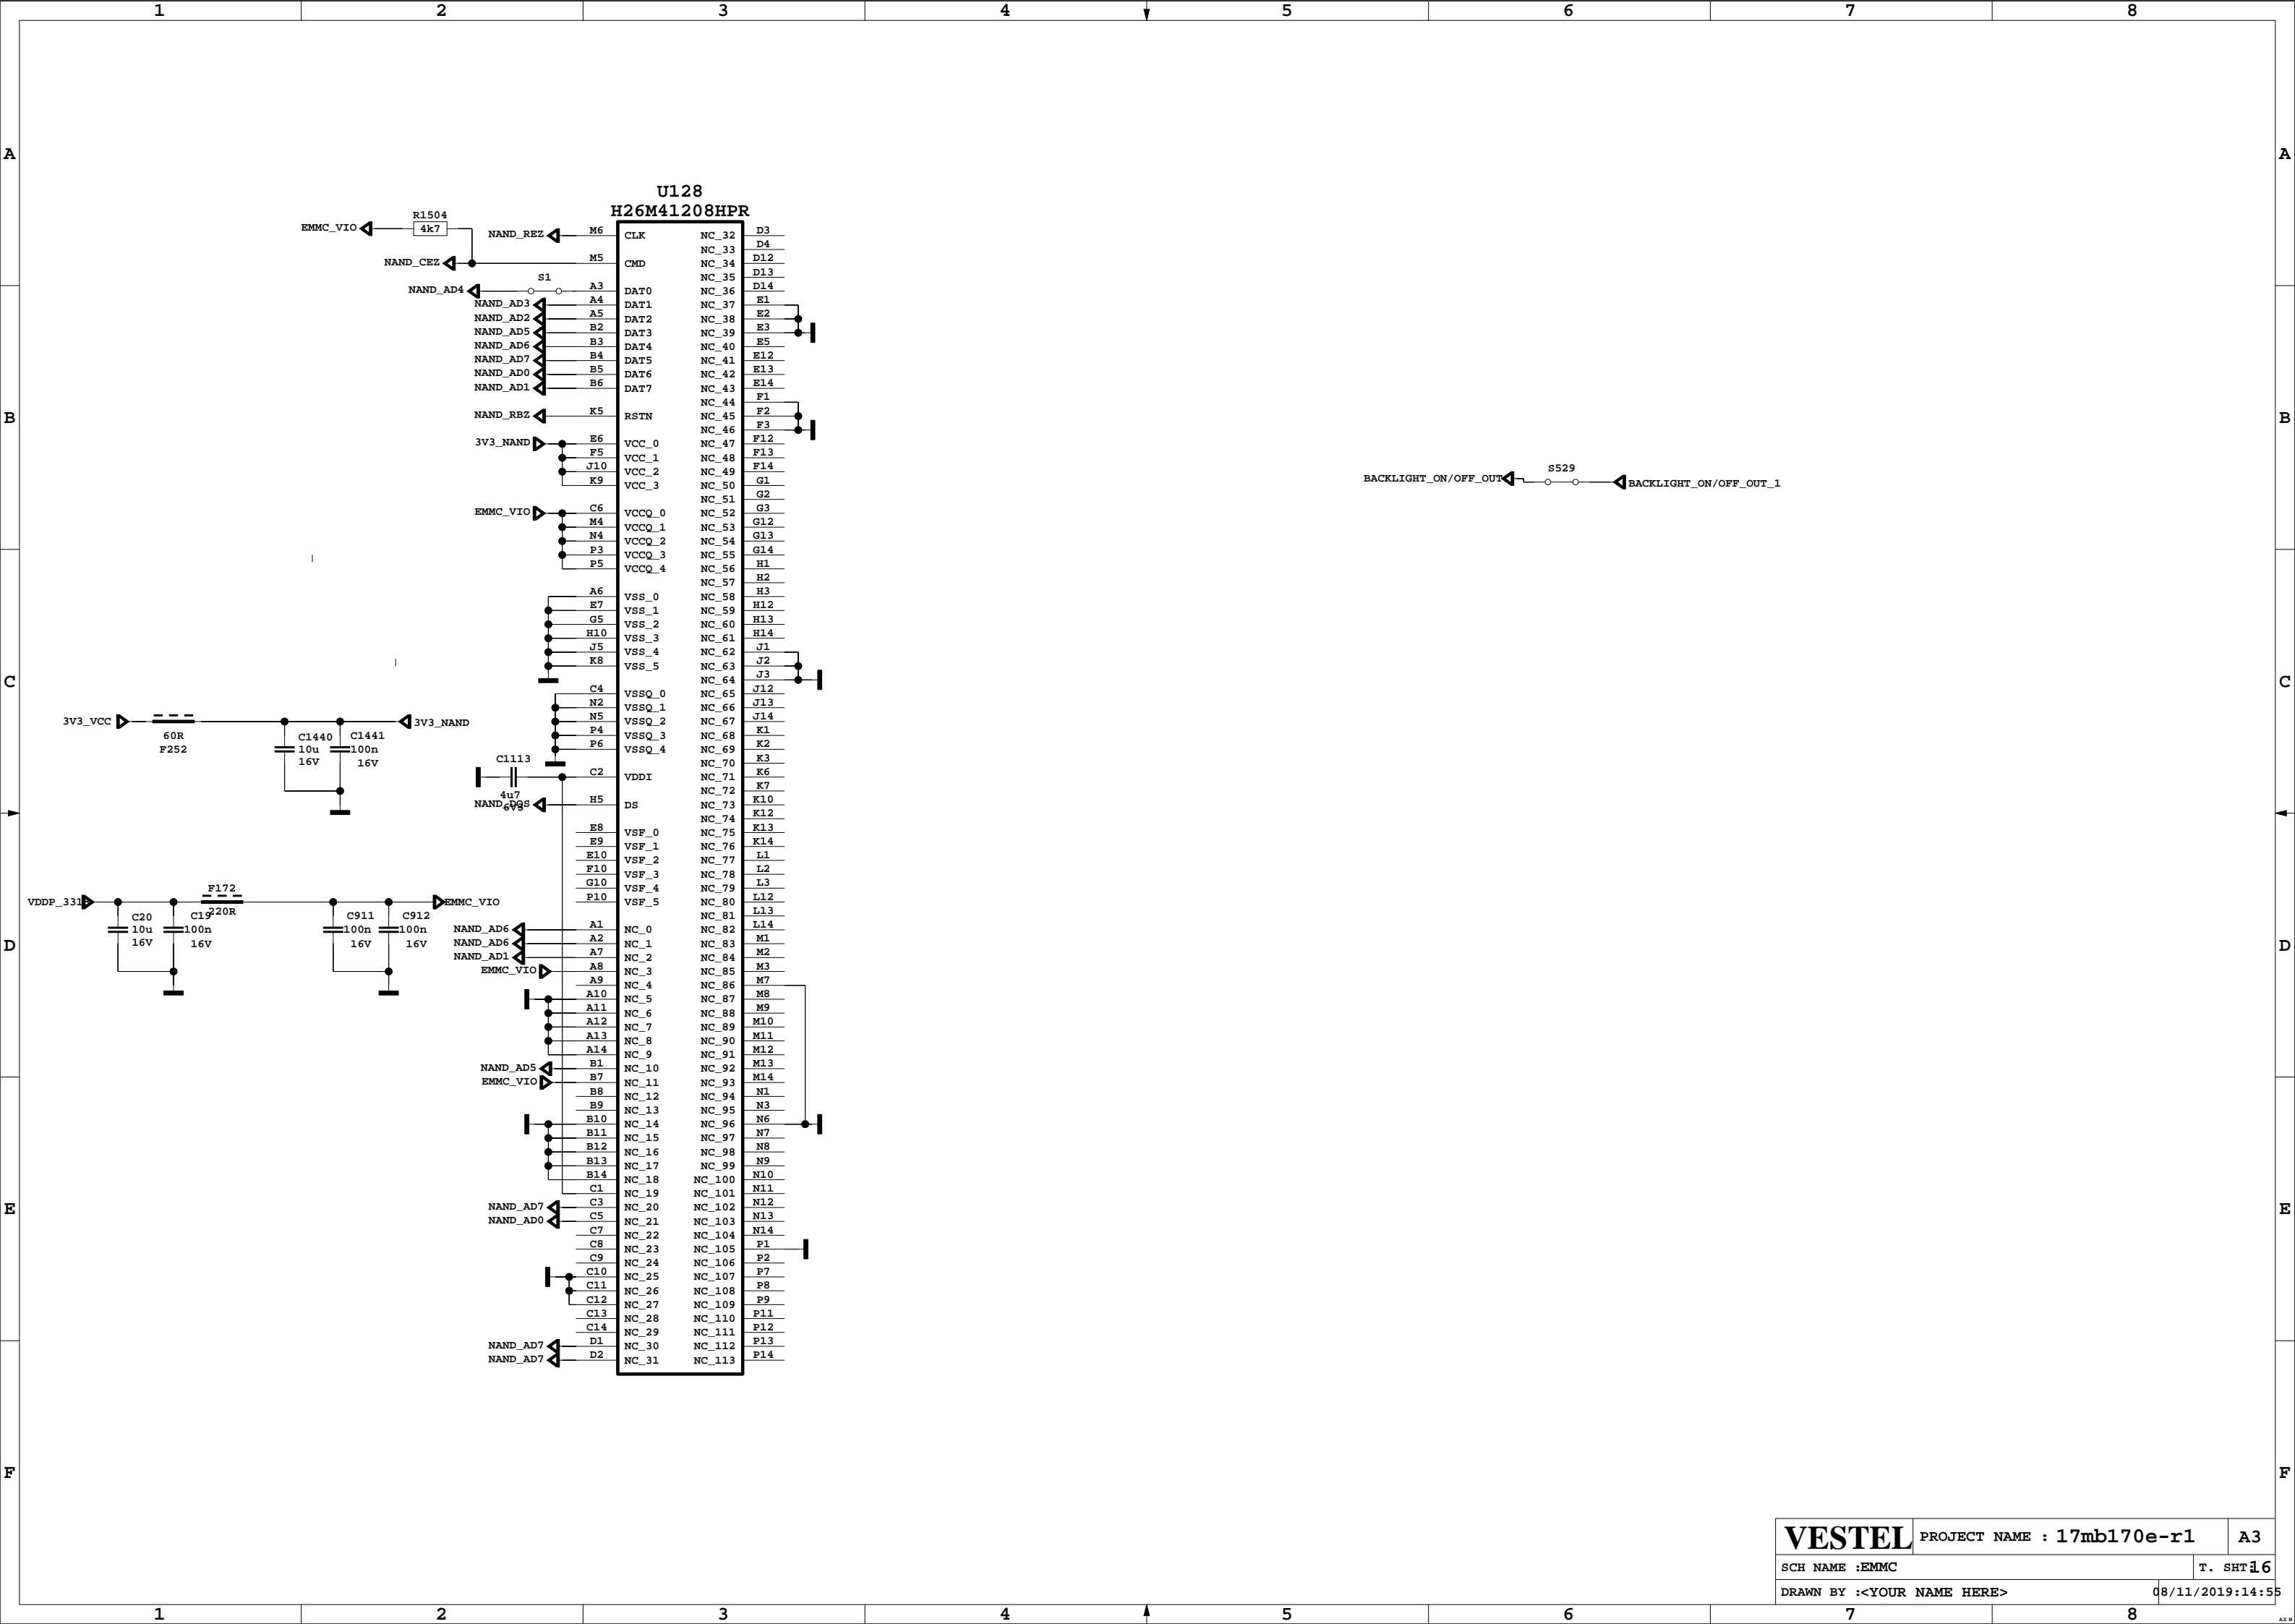 1 2 3 4 5 6 7 8
A A
B B
C C
D D
E E
F F
U128
H26M41208HPR
EMMC_VIO R1504 4k7
NAND_REZ M6 CLK
NAND_CEZ M5 CMD
NAND_AD4 S1 A3 DAT0
NAND_AD3 A4 DAT1
NAND_AD2 A5 DAT2
NAND_AD5 B2 DAT3
NAND_AD6 B3 DAT4
NAND_AD7 B4 DAT5
NAND_AD0 B5 DAT6
NAND_AD1 B6 DAT7
NAND_RBZ K5 RSTN
3V3_NAND E6 VCC_0
F5 VCC_1
J10 VCC_2
K9 VCC_3
EMMC_VIO C6 VCCQ_0
M4 VCCQ_1
N4 VCCQ_2
P3 VCCQ_3
P5 VCCQ_4
A6 VSS_0
E7 VSS_1
G5 VSS_2
H10 VSS_3
J5 VSS_4
K8 VSS_5
C4 VSSQ_0
N2 VSSQ_1
N5 VSSQ_2
P4 VSSQ_3
P6 VSSQ_4
C1113 4u7 6V3
C2 VDDI
NAND_DQS H5 DS
E8 VSF_0
E9 VSF_1
E10 VSF_2
F10 VSF_3
G10 VSF_4
P10 VSF_5
NAND_AD6 A1 NC_0
NAND_AD6 A2 NC_1
NAND_AD1 A7 NC_2
EMMC_VIO A8 NC_3
A9 NC_4
A10 NC_5
A11 NC_6
A12 NC_7
A13 NC_8
A14 NC_9
NAND_AD5 B1 NC_10
EMMC_VIO B7 NC_11
B8 NC_12
B9 NC_13
B10 NC_14
B11 NC_15
B12 NC_16
B13 NC_17
B14 NC_18
C1 NC_19
NAND_AD7 C3 NC_20
NAND_AD0 C5 NC_21
C7 NC_22
C8 NC_23
C9 NC_24
C10 NC_25
C11 NC_26
C12 NC_27
C13 NC_28
C14 NC_29
NAND_AD7 D1 NC_30
NAND_AD7 D2 NC_31
NC_32 D3
NC_33 D4
NC_34 D12
NC_35 D13
NC_36 D14
NC_37 E1
NC_38 E2
NC_39 E3
NC_40 E5
NC_41 E12
NC_42 E13
NC_43 E14
NC_44 F1
NC_45 F2
NC_46 F3
NC_47 F12
NC_48 F13
NC_49 F14
NC_50 G1
NC_51 G2
NC_52 G3
NC_53 G12
NC_54 G13
NC_55 G14
NC_56 H1
NC_57 H2
NC_58 H3
NC_59 H12
NC_60 H13
NC_61 H14
NC_62 J1
NC_63 J2
NC_64 J3
NC_65 J12
NC_66 J13
NC_67 J14
NC_68 K1
NC_69 K2
NC_70 K3
NC_71 K6
NC_72 K7
NC_73 K10
NC_74 K12
NC_75 K13
NC_76 K14
NC_77 L1
NC_78 L2
NC_79 L3
NC_80 L12
NC_81 L13
NC_82 L14
NC_83 M1
NC_84 M2
NC_85 M3
NC_86 M7
NC_87 M8
NC_88 M9
NC_89 M10
NC_90 M11
NC_91 M12
NC_92 M13
NC_93 M14
NC_94 N1
NC_95 N3
NC_96 N6
NC_97 N7
NC_98 N8
NC_99 N9
NC_100 N10
NC_101 N11
NC_102 N12
NC_103 N13
NC_104 N14
NC_105 P1
NC_106 P2
NC_107 P7
NC_108 P8
NC_109 P9
NC_110 P11
NC_111 P12
NC_112 P13
NC_113 P14
3V3_VCC 60R F252 3V3_NAND
C1440 10u 16V
C1441 100n 16V
VDDP_331 F172 220R EMMC_VIO
C20 10u 16V
C19 100n 16V
C911 100n 16V
C912 100n 16V
BACKLIGHT_ON/OFF_OUT S529 BACKLIGHT_ON/OFF_OUT_1
VESTEL PROJECT NAME : 17mb170e-r1 A3
SCH NAME :EMMC T. SHT:16
DRAWN BY :<YOUR NAME HERE> 08/11/2019:14:55
1 2 3 4 5 6 7 8